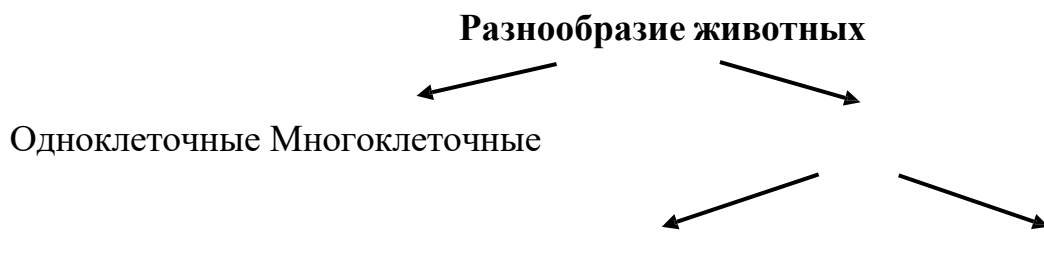 Разнообразие животных
Одноклеточные Многоклеточные